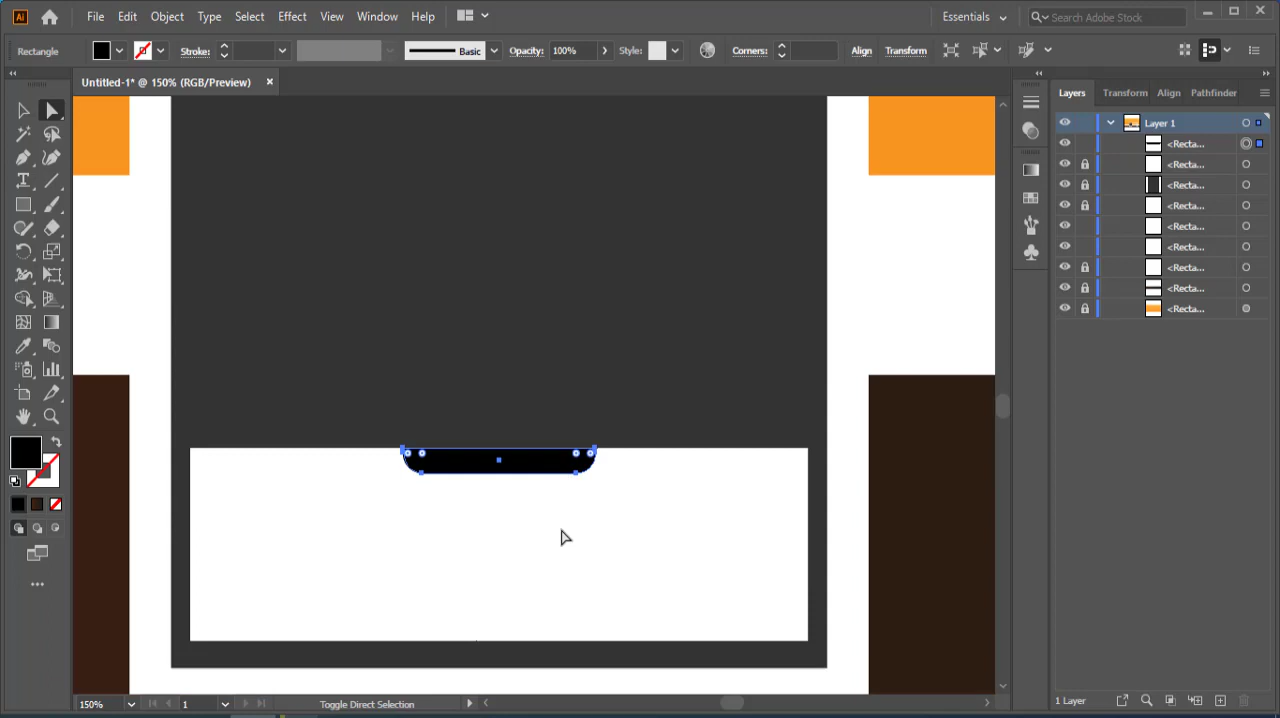 Ai File Edit Object Type Select Effect View Window Help Essentials Search Adobe Stock
Rectangle Stroke: Basic Opacity: 100% Style: Corners: Align Transform
Untitled-1* @ 150% (RGB/Preview) ×
Layers Transform Align Pathfinder
Layer 1
<Recta...
<Recta...
<Recta...
<Recta...
<Recta...
<Recta...
<Recta...
<Recta...
<Recta...
1 Layer
150% 1 Toggle Direct Selection